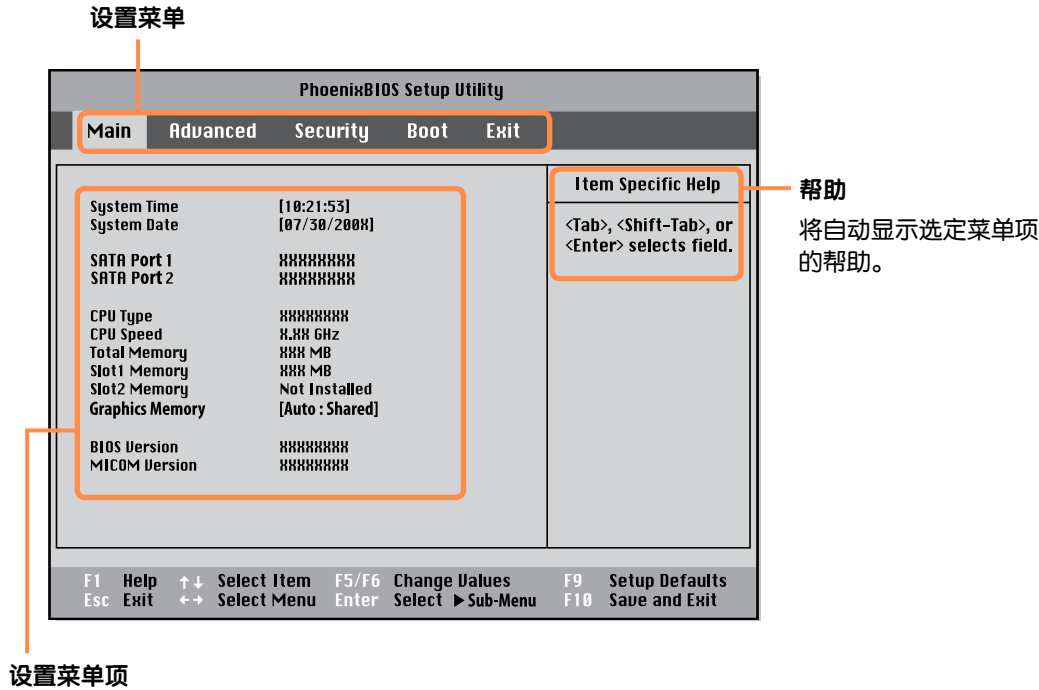 设置菜单
PhoenixBIOS Setup Utility
Main Advanced Security Boot Exit
System Time [10:21:53]
System Date [07/30/200X]
SATA Port 1 XXXXXXXX
SATA Port 2 XXXXXXXX
CPU Type XXXXXXXX
CPU Speed X.XX GHz
Total Memory XXX MB
Slot1 Memory XXX MB
Slot2 Memory Not Installed
Graphics Memory [Auto : Shared]
BIOS Version XXXXXXXX
MICOM Version XXXXXXXX
Item Specific Help
<Tab>, <Shift-Tab>, or
<Enter> selects field.
帮助
将自动显示选定菜单项
的帮助。
F1 Help ↑↓ Select Item F5/F6 Change Values F9 Setup Defaults
Esc Exit ←→ Select Menu Enter Select ▶Sub-Menu F10 Save and Exit
设置菜单项